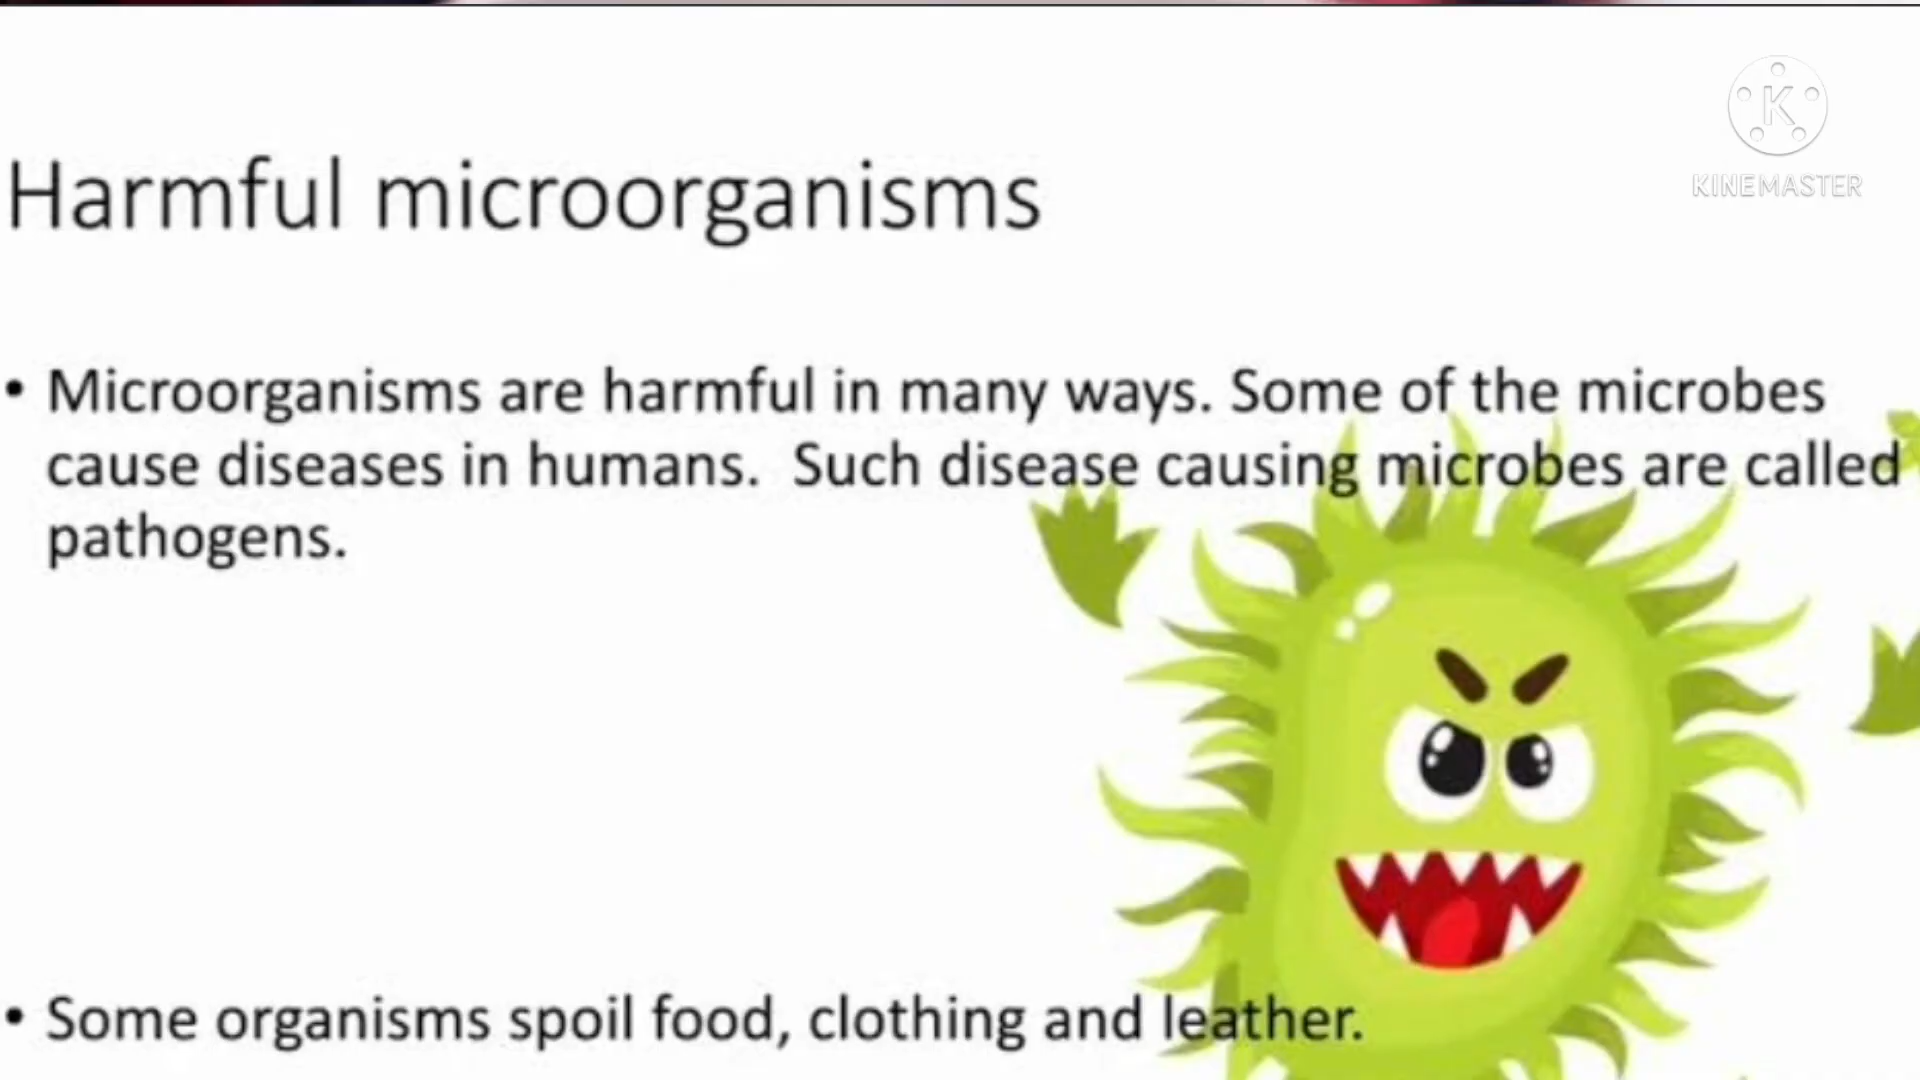 K
KINEMASTER
Harmful microorganisms
• Microorganisms are harmful in many ways. Some of the microbes
cause diseases in humans.  Such disease causing microbes are called
pathogens.
• Some organisms spoil food, clothing and leather.